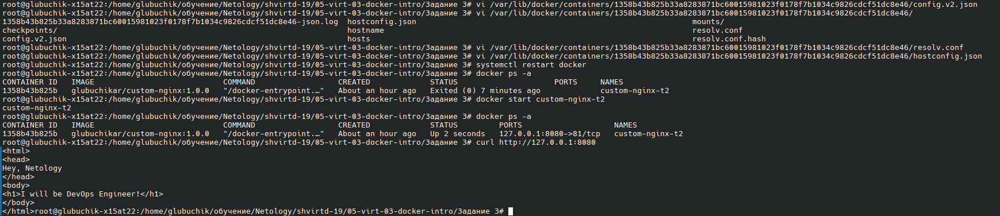 root@glubuchik-x15at22:/home/glubuchik/обучение/Netology/shvirtd-19/05-virt-03-docker-intro/Задание 3# vi /var/lib/docker/containers/1358b43b825b33a8283871bc60015981023f0178f7b1034c9826cdcf51dc8e46/config.v2.json
root@glubuchik-x15at22:/home/glubuchik/обучение/Netology/shvirtd-19/05-virt-03-docker-intro/Задание 3# vi /var/lib/docker/containers/1358b43b825b33a8283871bc60015981023f0178f7b1034c9826cdcf51dc8e46/
1358b43b825b33a8283871bc60015981023f0178f7b1034c9826cdcf51dc8e46-json.log  hostconfig.json                                                            mounts/
checkpoints/                                                               hostname                                                                   resolv.conf
config.v2.json                                                             hosts                                                                      resolv.conf.hash
root@glubuchik-x15at22:/home/glubuchik/обучение/Netology/shvirtd-19/05-virt-03-docker-intro/Задание 3# vi /var/lib/docker/containers/1358b43b825b33a8283871bc60015981023f0178f7b1034c9826cdcf51dc8e46/resolv.conf
root@glubuchik-x15at22:/home/glubuchik/обучение/Netology/shvirtd-19/05-virt-03-docker-intro/Задание 3# vi /var/lib/docker/containers/1358b43b825b33a8283871bc60015981023f0178f7b1034c9826cdcf51dc8e46/hostconfig.json
root@glubuchik-x15at22:/home/glubuchik/обучение/Netology/shvirtd-19/05-virt-03-docker-intro/Задание 3# systemctl restart docker
root@glubuchik-x15at22:/home/glubuchik/обучение/Netology/shvirtd-19/05-virt-03-docker-intro/Задание 3# docker ps -a
CONTAINER ID   IMAGE                            COMMAND                  CREATED             STATUS                     PORTS     NAMES
1358b43b825b   glubuchikar/custom-nginx:1.0.0   "/docker-entrypoint.…"   About an hour ago   Exited (0) 7 minutes ago             custom-nginx-t2
root@glubuchik-x15at22:/home/glubuchik/обучение/Netology/shvirtd-19/05-virt-03-docker-intro/Задание 3# docker start custom-nginx-t2
custom-nginx-t2
root@glubuchik-x15at22:/home/glubuchik/обучение/Netology/shvirtd-19/05-virt-03-docker-intro/Задание 3# docker ps -a
CONTAINER ID   IMAGE                            COMMAND                  CREATED             STATUS         PORTS                    NAMES
1358b43b825b   glubuchikar/custom-nginx:1.0.0   "/docker-entrypoint.…"   About an hour ago   Up 2 seconds   127.0.0.1:8080->81/tcp   custom-nginx-t2
root@glubuchik-x15at22:/home/glubuchik/обучение/Netology/shvirtd-19/05-virt-03-docker-intro/Задание 3# curl http://127.0.0.1:8080
<html>
<head>
Hey, Netology
</head>
<body>
<h1>I will be DevOps Engineer!</h1>
</body>
</html>root@glubuchik-x15at22:/home/glubuchik/обучение/Netology/shvirtd-19/05-virt-03-docker-intro/Задание 3#